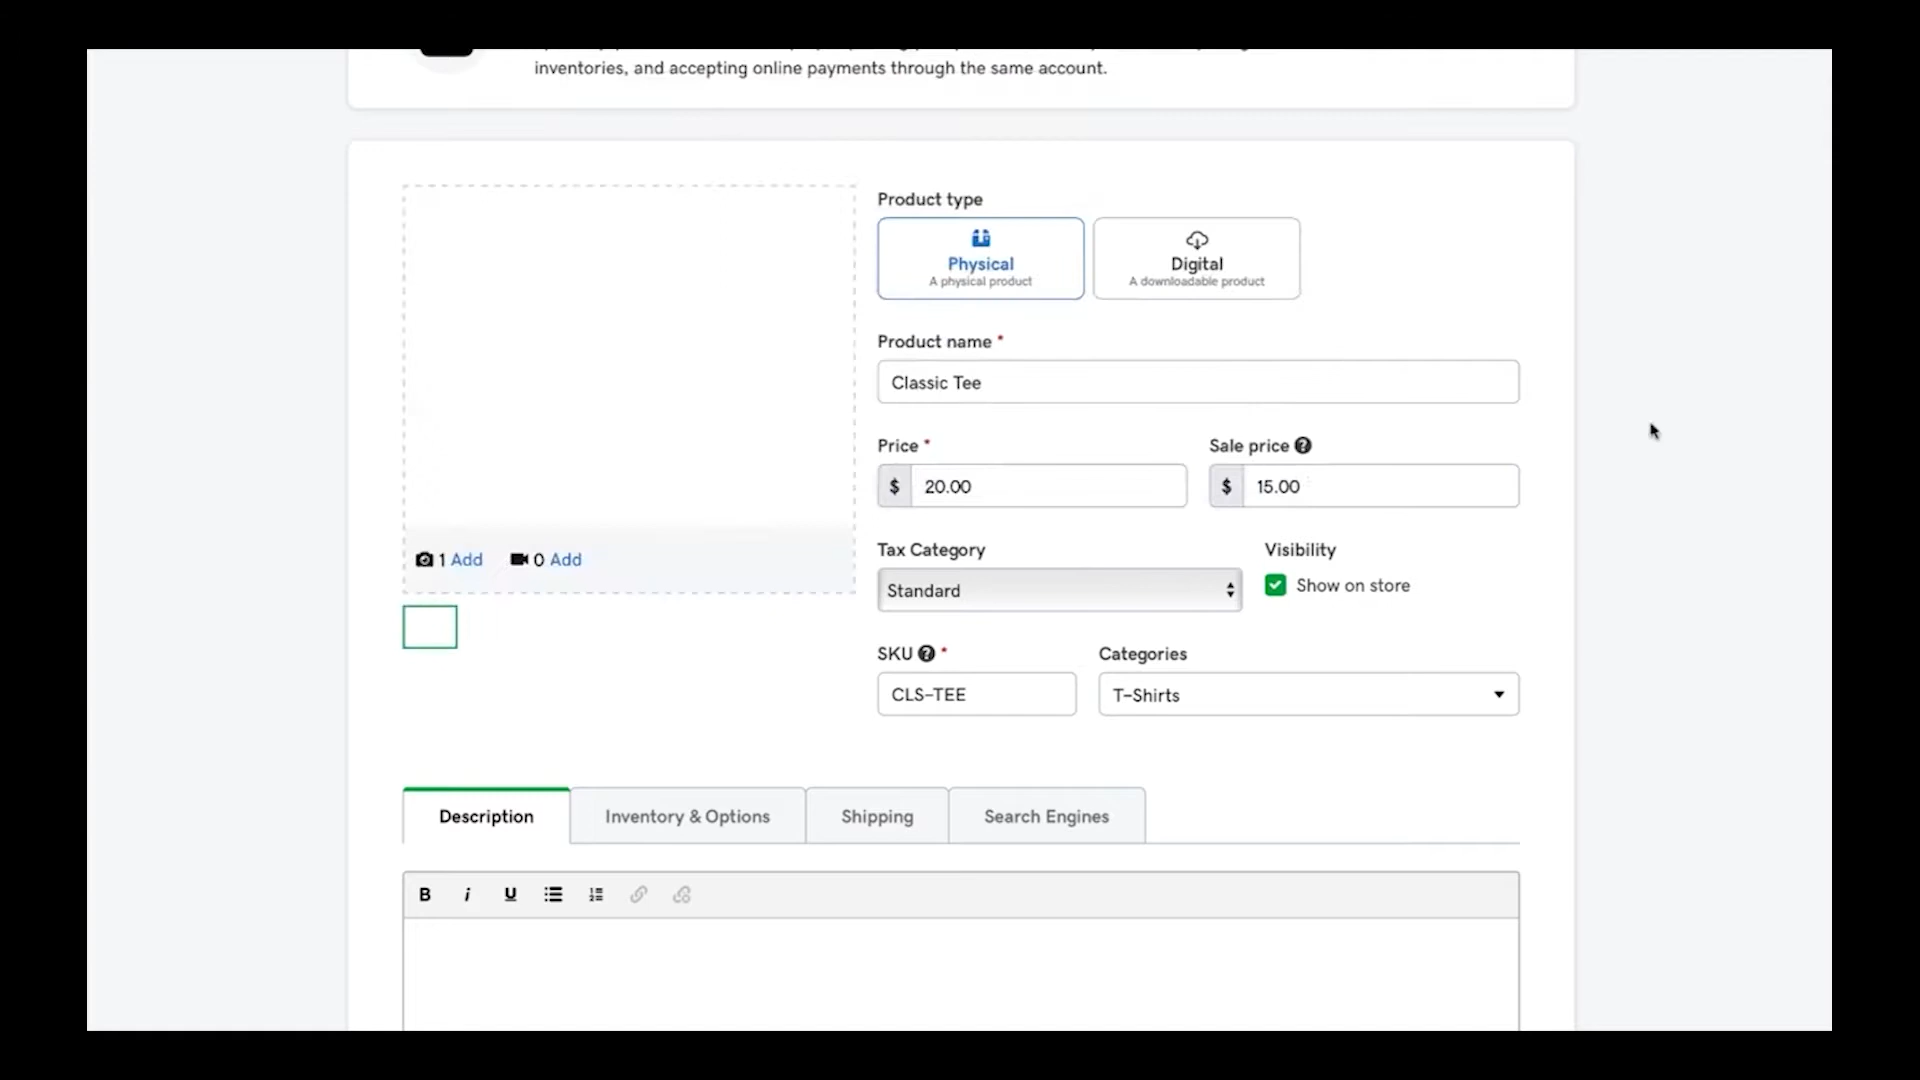 inventories, and accepting online payments through the same account.
Product type
Physical
A physical product
Digital
A downloadable product
Product name *
Classic Tee
Price *
Sale price ?
$ 20.00
$ 15.00
1 Add
0 Add
Tax Category
Visibility
Standard
Show on store
SKU ? *
Categories
CLS-TEE
T-Shirts
Description
Inventory & Options
Shipping
Search Engines
B i U